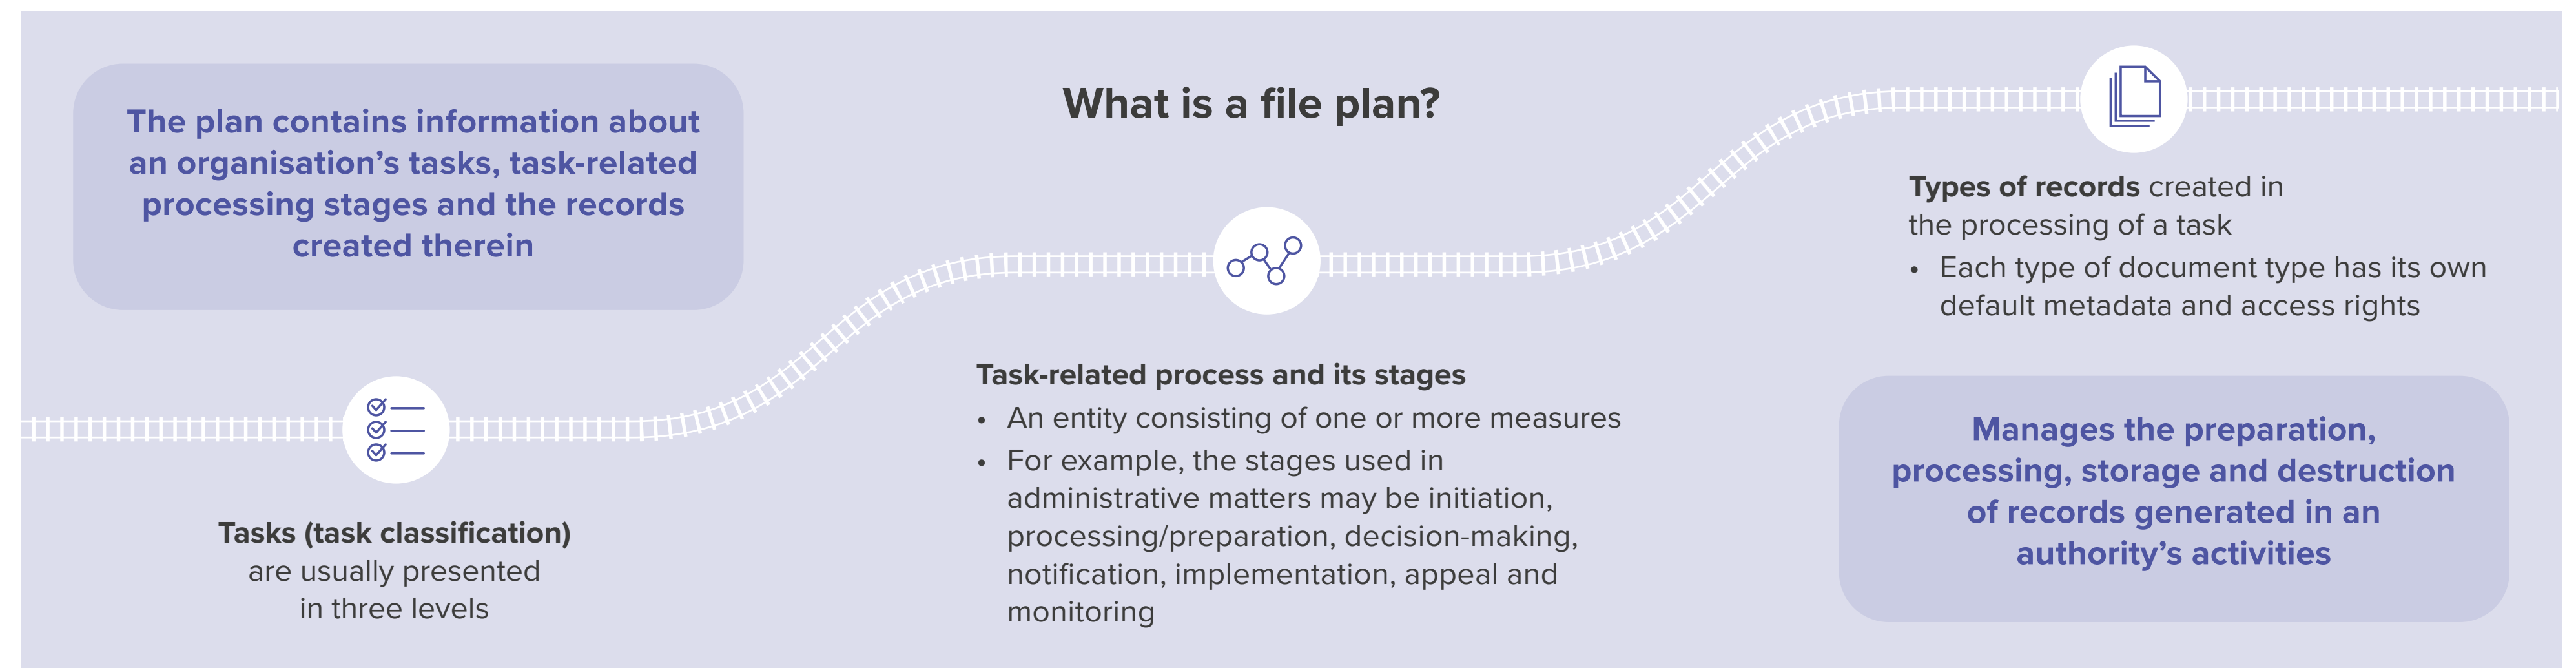 What is a file plan?
The plan contains information about
an organisation’s tasks, task-related
processing stages and the records
created therein
Tasks (task classification)
are usually presented
in three levels
Task-related process and its stages
• An entity consisting of one or more measures
• For example, the stages used in
administrative matters may be initiation,
processing/preparation, decision-making,
notification, implementation, appeal and
monitoring
Types of records created in
the processing of a task
• Each type of document type has its own
default metadata and access rights
Manages the preparation,
processing, storage and destruction
of records generated in an
authority’s activities